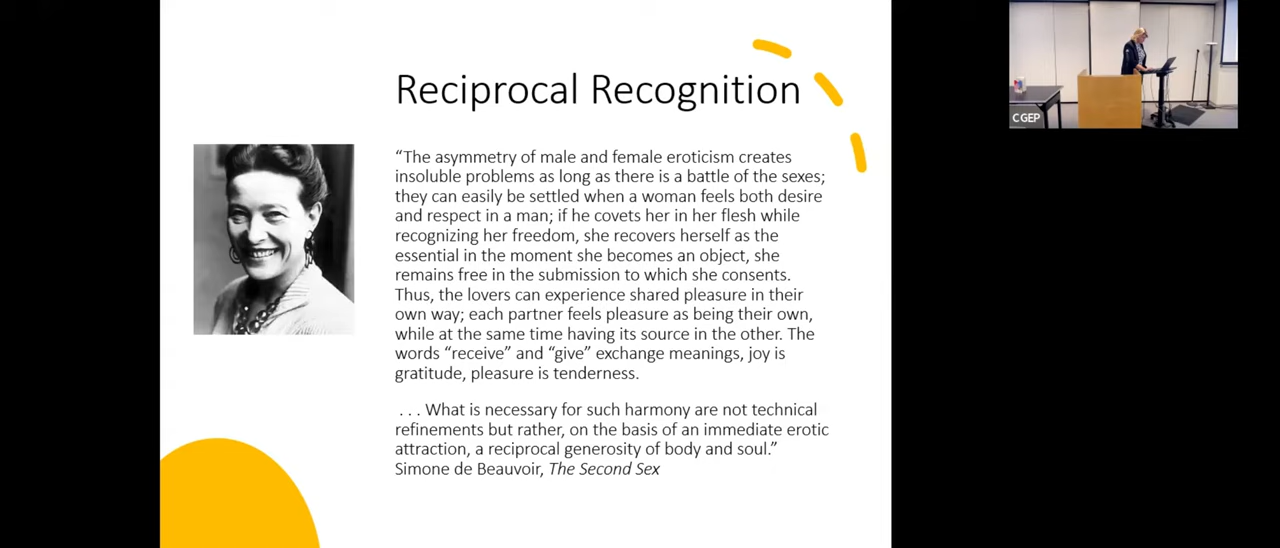 Reciprocal Recognition
“The asymmetry of male and female eroticism creates
insoluble problems as long as there is a battle of the sexes;
they can easily be settled when a woman feels both desire
and respect in a man; if he covets her in her flesh while
recognizing her freedom, she recovers herself as the
essential in the moment she becomes an object, she
remains free in the submission to which she consents.
Thus, the lovers can experience shared pleasure in their
own way; each partner feels pleasure as being their own,
while at the same time having its source in the other. The
words “receive” and “give” exchange meanings, joy is
gratitude, pleasure is tenderness.
. . . What is necessary for such harmony are not technical
refinements but rather, on the basis of an immediate erotic
attraction, a reciprocal generosity of body and soul.”
Simone de Beauvoir, The Second Sex
CGEP